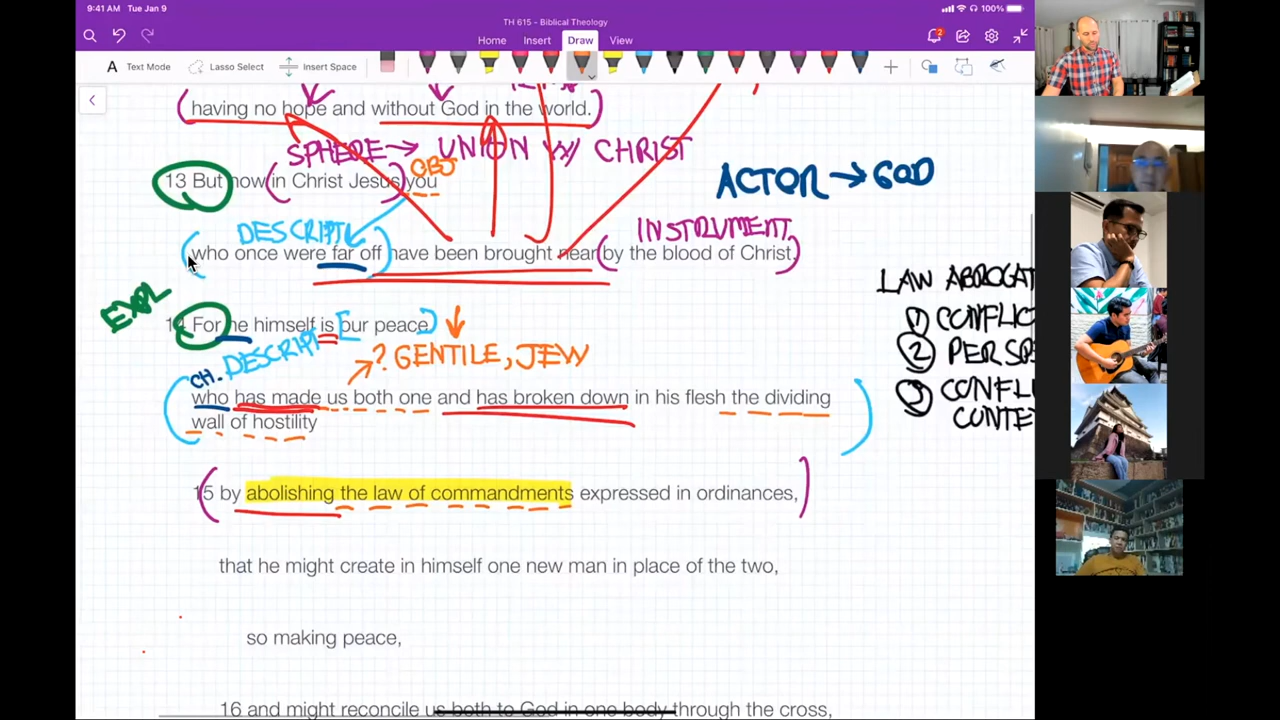 9:41 AM Tue Jan 9
100%
TH 615 - Biblical Theology
Home Insert Draw View
2
A Text Mode Lasso Select Insert Space
having no hope and without God in the world.
SPHERE → UNION W/ CHRIST
OBJ
13 But now in Christ Jesus you
ACTOR → GOD
DESCRIPT
INSTRUMENT
who once were far off have been brought near by the blood of Christ.
LAW ABROGAT
EXPL
14 For he himself is our peace,
① CONFLIC
DESCRIPT
? GENTILE, JEW
② PERSP
CH.
③ CONFL
CONTE
who has made us both one and has broken down in his flesh the dividing
wall of hostility
15 by abolishing the law of commandments expressed in ordinances,
that he might create in himself one new man in place of the two,
so making peace,
16 and might reconcile us both to God in one body through the cross,